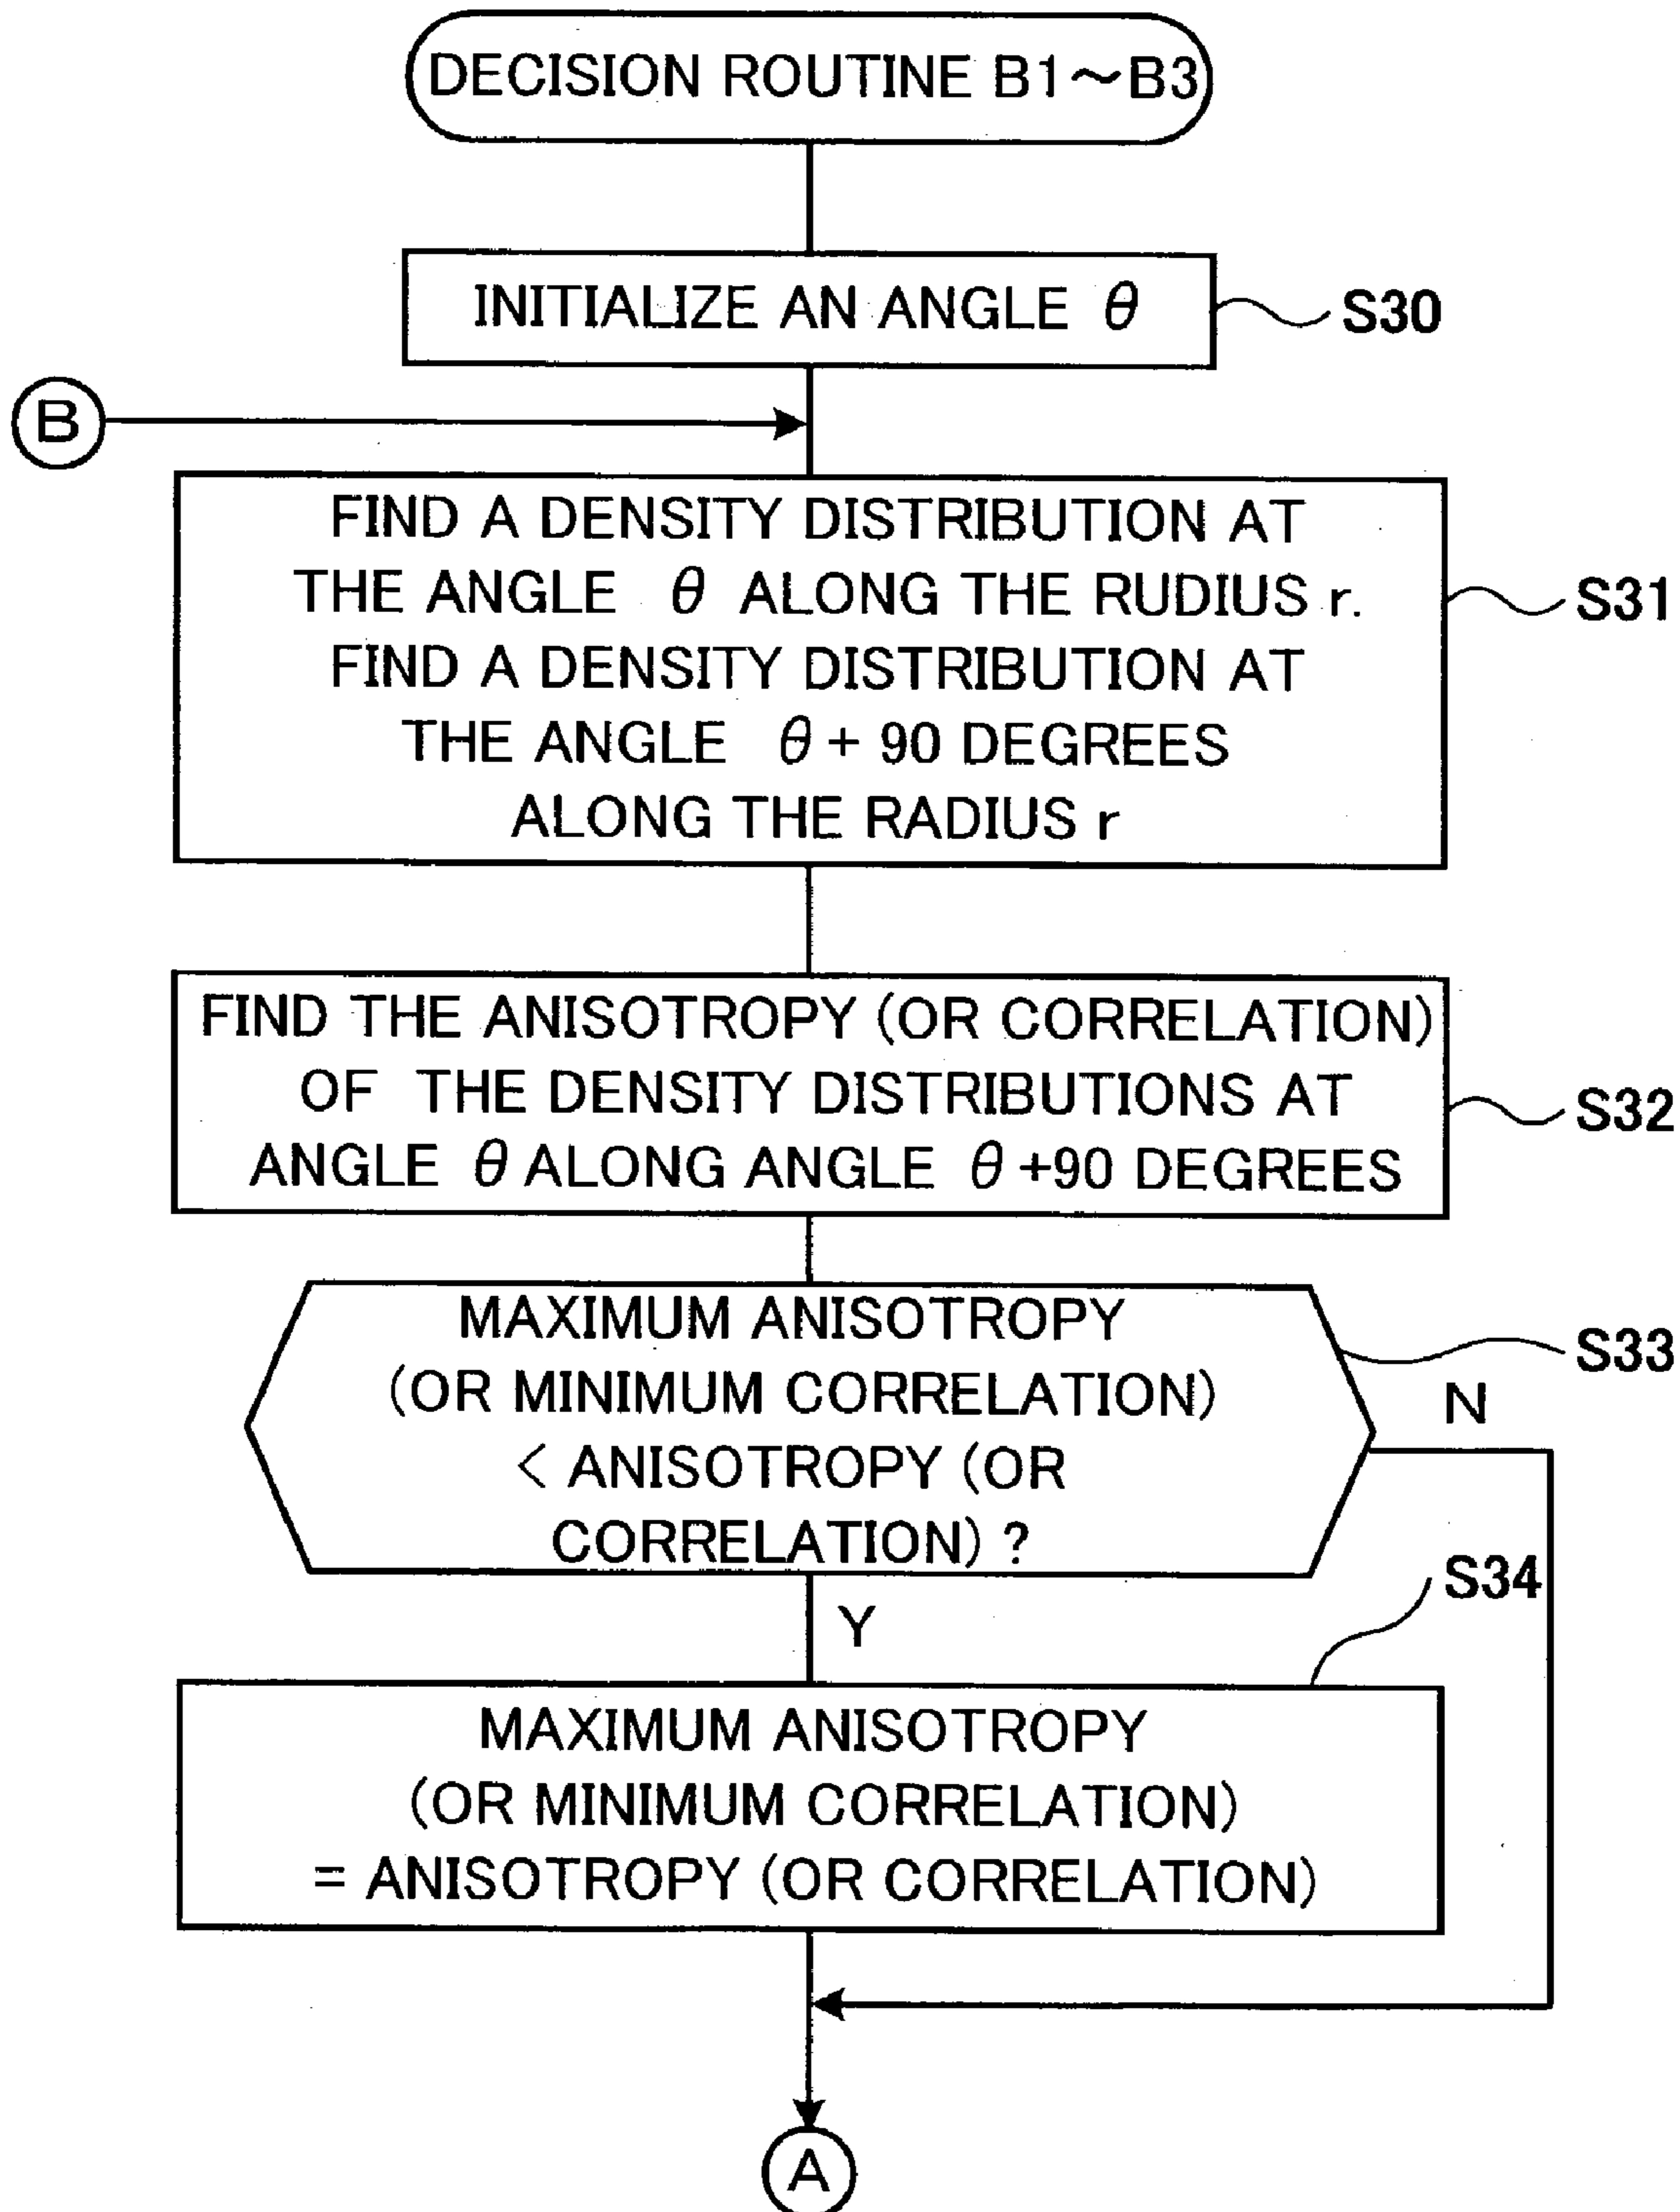 DECISION ROUTINE B1～B3
INITIALIZE AN ANGLE θ
S30
B
FIND A DENSITY DISTRIBUTION AT
THE ANGLE θ ALONG THE RUDIUS r.
FIND A DENSITY DISTRIBUTION AT
THE ANGLE θ + 90 DEGREES
ALONG THE RADIUS r
S31
FIND THE ANISOTROPY (OR CORRELATION)
OF THE DENSITY DISTRIBUTIONS AT
ANGLE θ ALONG ANGLE θ +90 DEGREES
S32
MAXIMUM ANISOTROPY
(OR MINIMUM CORRELATION)
< ANISOTROPY (OR
CORRELATION) ?
S33
N
Y
S34
MAXIMUM ANISOTROPY
(OR MINIMUM CORRELATION)
= ANISOTROPY (OR CORRELATION)
A